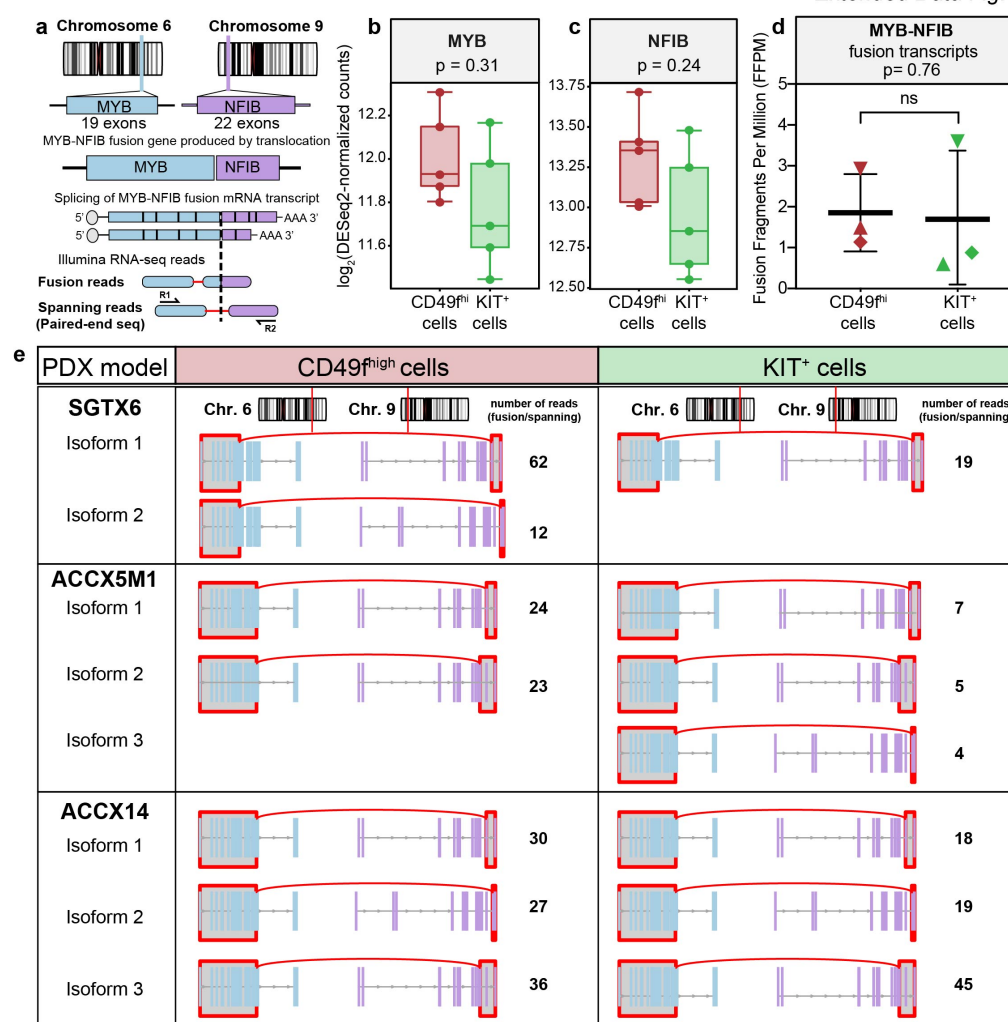 a
Chromosome 6
Chromosome 9
MYB
NFIB
19 exons
22 exons
MYB-NFIB fusion gene produced by translocation
MYB
NFIB
Splicing of MYB-NFIB fusion mRNA transcript
5'
AAA 3'
5'
AAA 3'
Illumina RNA-seq reads
Fusion reads
R1
Spanning reads
(Paired-end seq)
R2
b
MYB
p = 0.31
log2(DESeq2-normalized counts)
12.2
12.0
11.8
11.6
CD49fhi KIT+
cells cells
c
NFIB
p = 0.24
13.75
13.50
13.25
13.00
12.75
12.50
CD49fhi KIT+
cells cells
d
MYB-NFIB
fusion transcripts
p= 0.76
Fusion Fragments Per Million (FFPM)
5
4
3
2
1
0
ns
CD49fhi KIT+
cells cells
e
PDX model
CD49fhigh cells
KIT+ cells
SGTX6
Chr. 6
Chr. 9
number of reads
(fusion/spanning)
Chr. 6
Chr. 9
number of reads
(fusion/spanning)
Isoform 1
62
19
Isoform 2
12
ACCX5M1
Isoform 1
24
7
Isoform 2
23
5
Isoform 3
4
ACCX14
Isoform 1
30
18
Isoform 2
27
19
Isoform 3
36
45